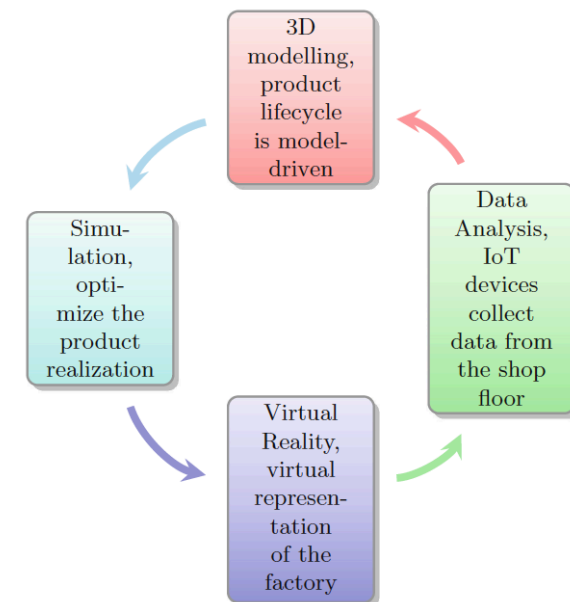 3D
modelling,
product
lifecycle
is model-
driven
Simu-
lation,
opti-
mize the
product
realization
Data
Analysis,
IoT
devices
collect
data from
the shop
floor
Virtual
Reality,
virtual
represen-
tation
of the
factory